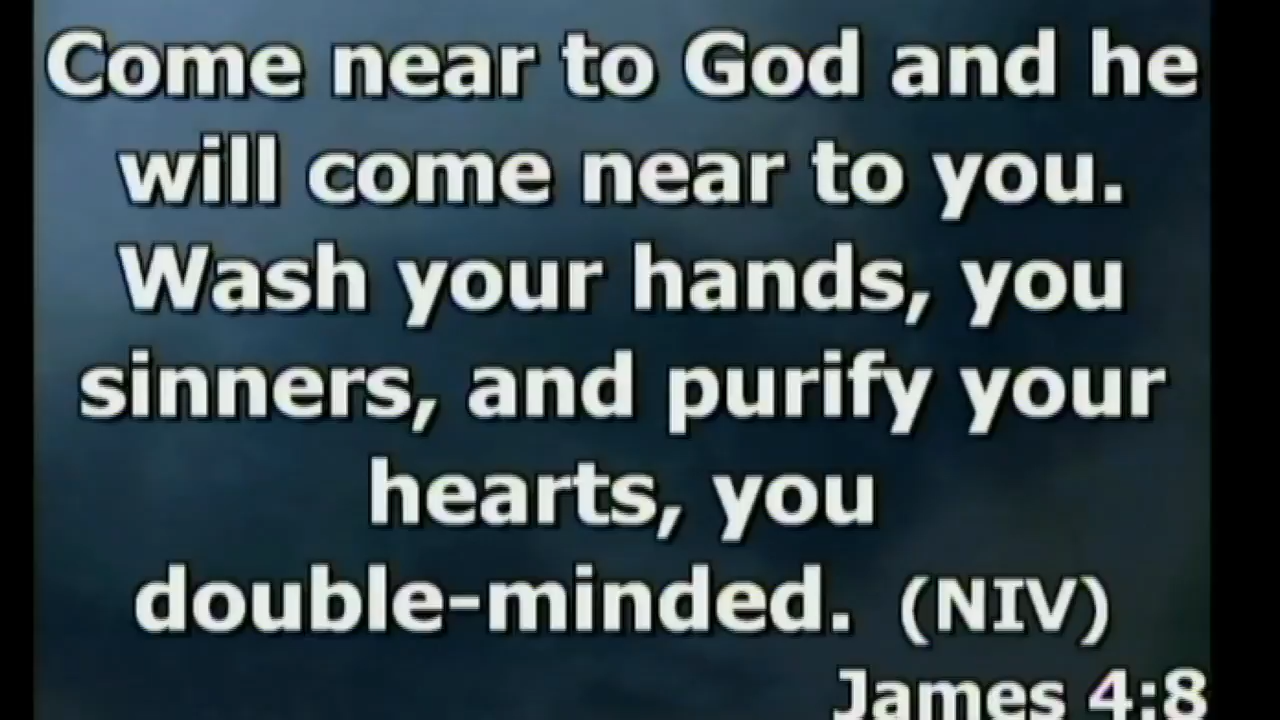 Come near to God and he
will come near to you.
Wash your hands, you
sinners, and purify your
hearts, you
double-minded. (NIV)
James 4:8